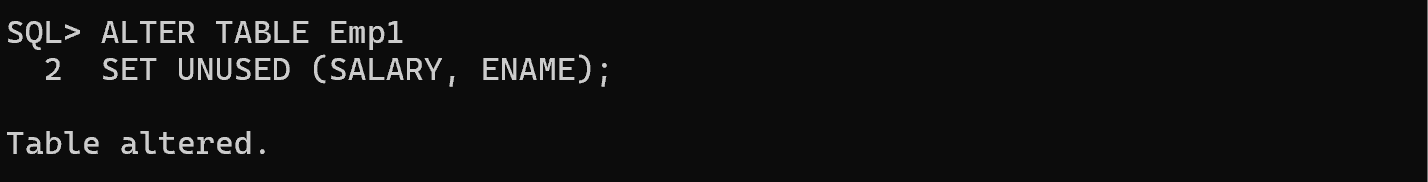 SQL> ALTER TABLE Emp1
2 SET UNUSED (SALARY, ENAME);
Table altered.